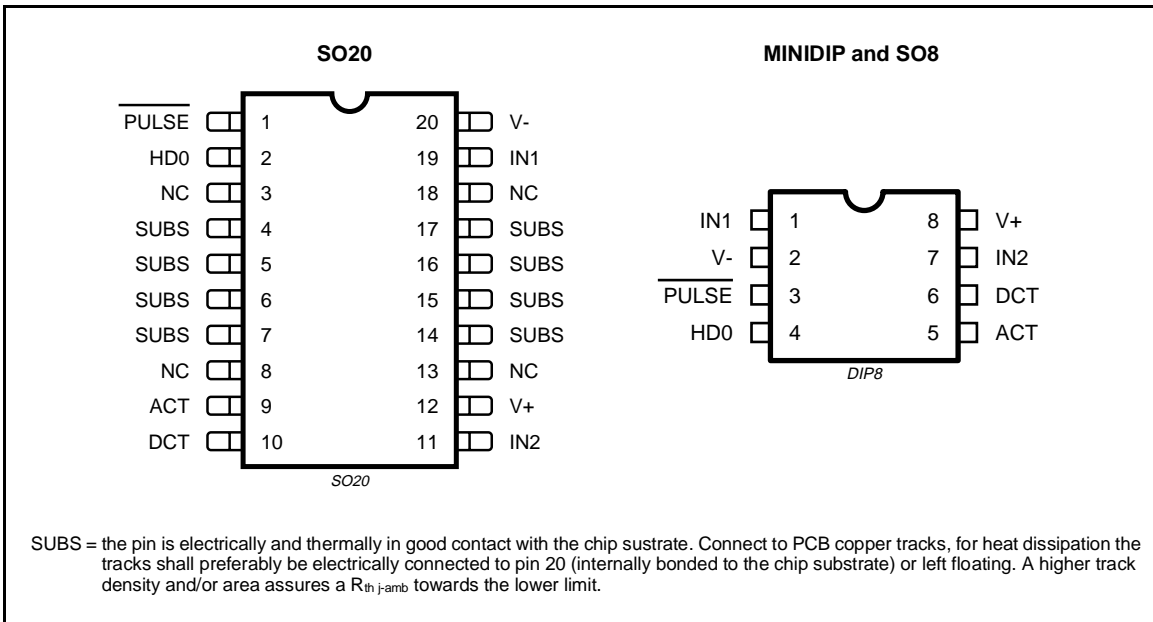 SO20
MINIDIP and SO8
PULSE 1 20 V-
HD0 2 19 IN1
NC 3 18 NC
SUBS 4 17 SUBS
SUBS 5 16 SUBS
SUBS 6 15 SUBS
SUBS 7 14 SUBS
NC 8 13 NC
ACT 9 12 V+
DCT 10 11 IN2
SO20
IN1 1 8 V+
V- 2 7 IN2
PULSE 3 6 DCT
HD0 4 5 ACT
DIP8
SUBS = the pin is electrically and thermally in good contact with the chip sustrate. Connect to PCB copper tracks, for heat dissipation the
tracks shall preferably be electrically connected to pin 20 (internally bonded to the chip substrate) or left floating. A higher track
density and/or area assures a Rth j-amb towards the lower limit.